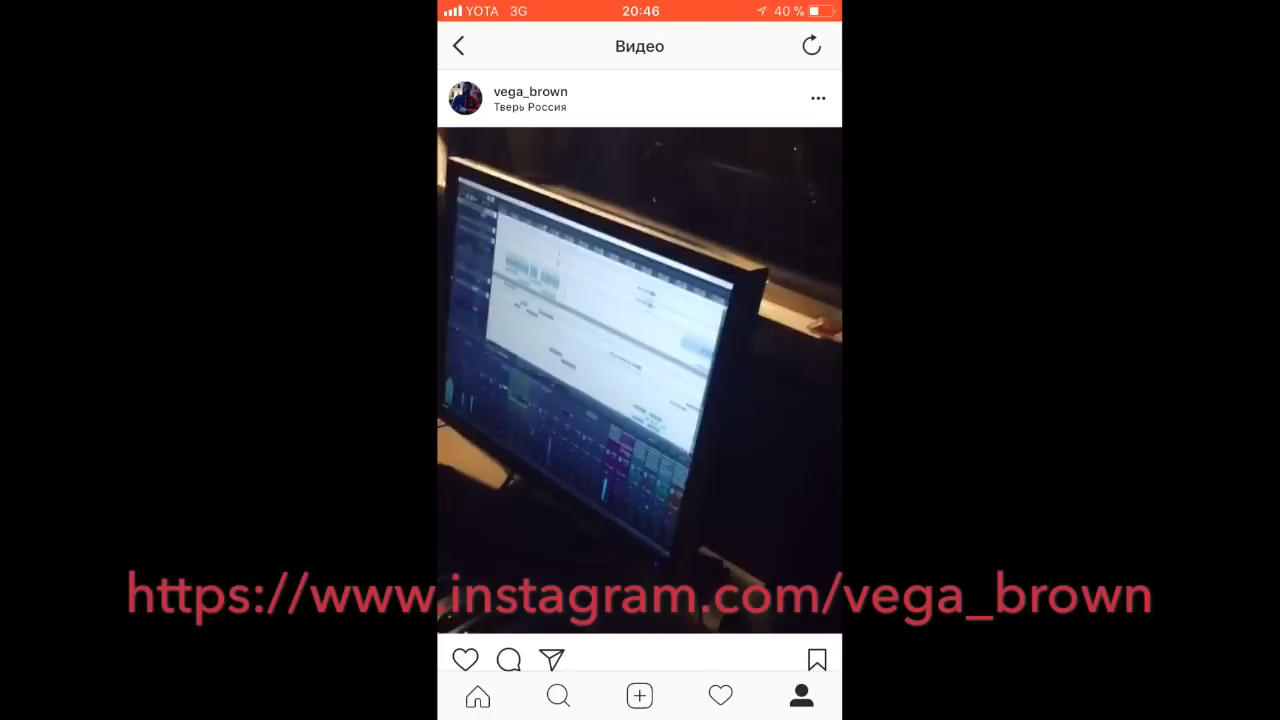 YOTA 3G 20:46 40 %
Видео
vega_brown
Тверь Россия
https://www.instagram.com/vega_brown